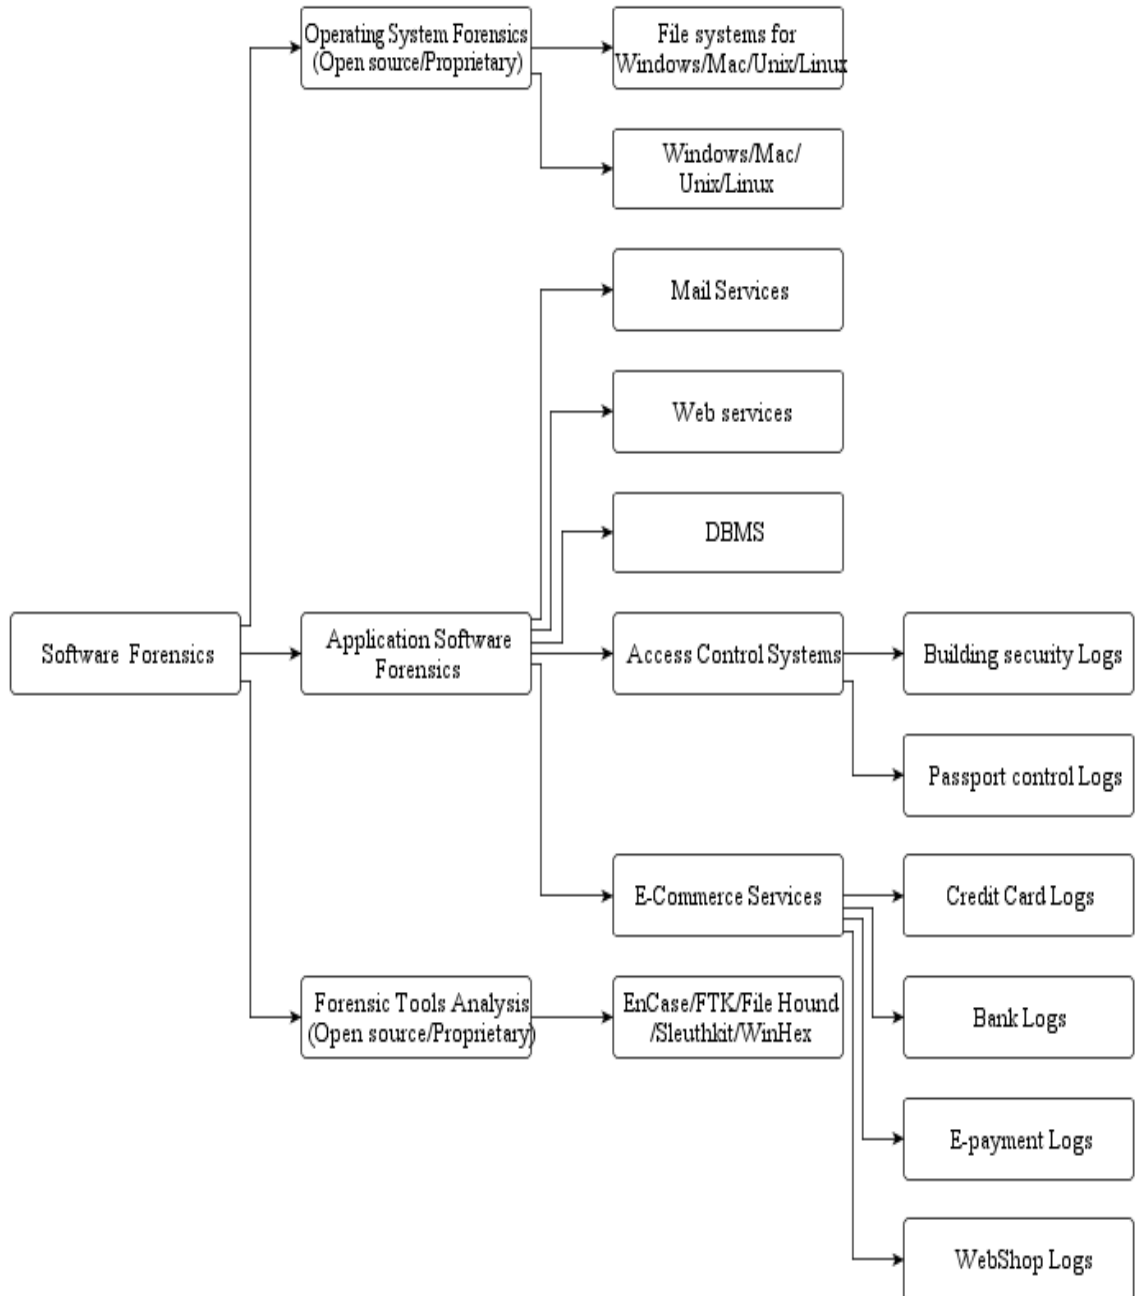 Operating System Forensics
(Open source/Proprietary)
File systems for
Windows/Mac/Unix/Linux
Windows/Mac/
Unix/Linux
Mail Services
Web services
DBMS
Software Forensics
Application Software
Forensics
Access Control Systems
Building security Logs
Passport control Logs
E-Commerce Services
Credit Card Logs
Forensic Tools Analysis
(Open source/Proprietary)
EnCase/FTK/File Hound
/Sleuthkit/WinHex
Bank Logs
E-payment Logs
WebShop Logs